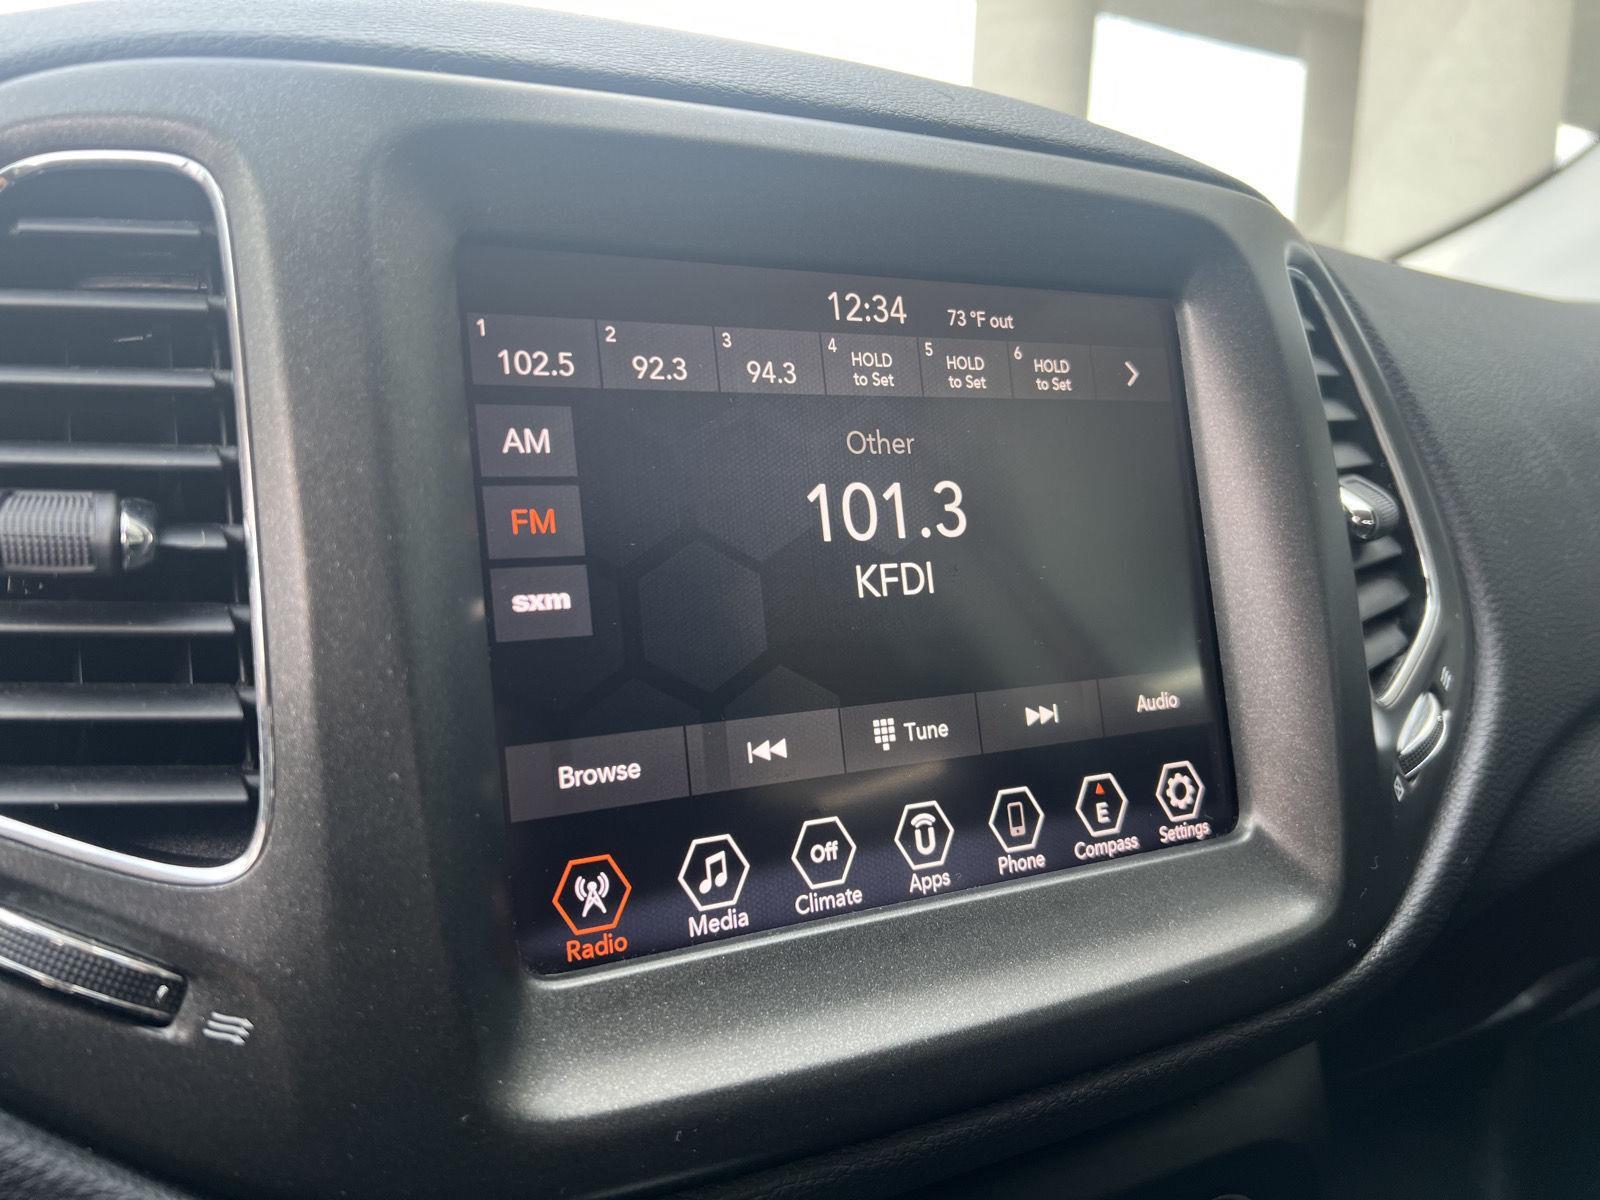 12:34 73 °F out
1 102.5 2 92.3 3 94.3 4 HOLD to Set 5 HOLD to Set 6 HOLD to Set
AM
FM
sxm
Other
101.3
KFDI
Browse Tune Audio
Off E
Radio Media Climate Apps Phone Compass Settings